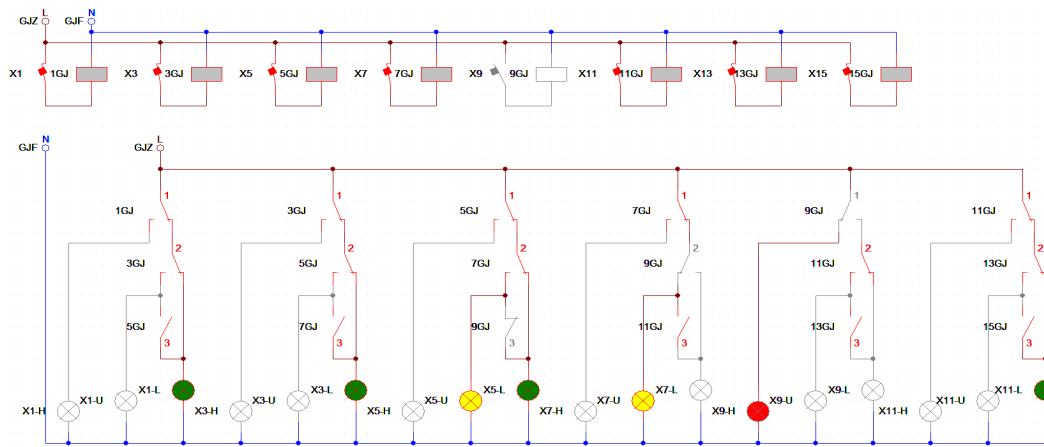 L N
GJZ GJF
X1 1GJ X3 3GJ X5 5GJ X7 7GJ X9 9GJ X11 11GJ X13 13GJ X15 15GJ
N L
GJF GJZ
1 1 1 1 1 1
1GJ 3GJ 5GJ 7GJ 9GJ 11GJ
2 2 2 2 2 2
3GJ 5GJ 7GJ 9GJ 11GJ 13GJ
5GJ 7GJ 9GJ 11GJ 13GJ 15GJ
3 3 3 3 3 3
X1-L X3-L X5-L X7-L X9-L X11-L
X1-U X3-U X5-U X7-U X9-U X11-U
X1-H X3-H X5-H X7-H X9-H X11-H